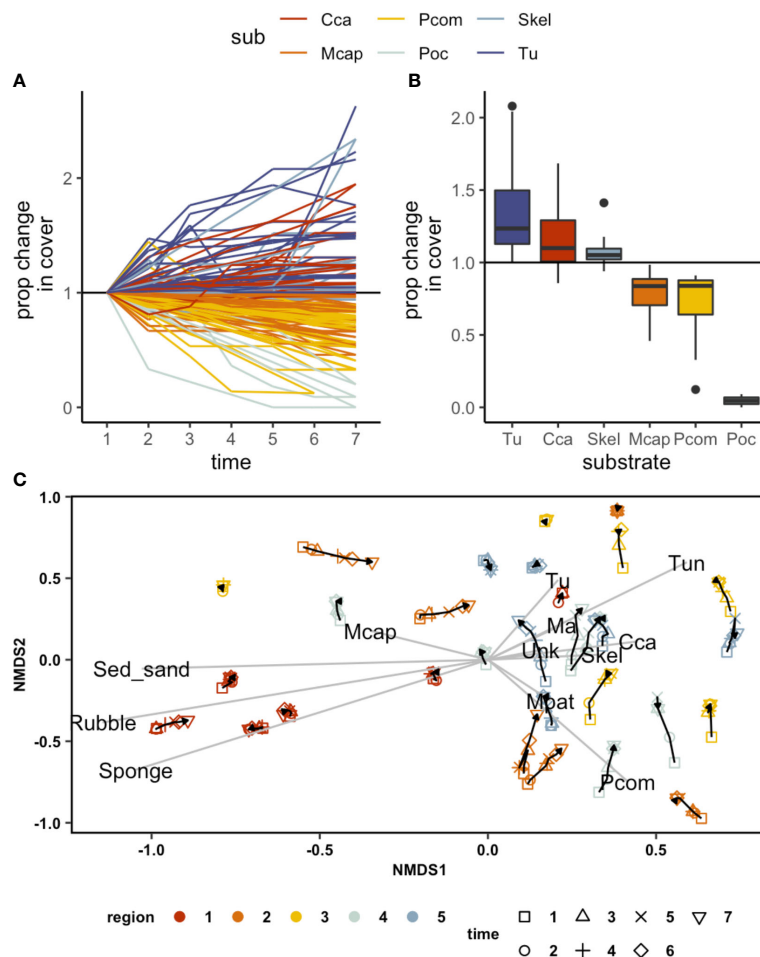 sub
Cca
Pcom
Skel
Mcap
Poc
Tu
A
prop change
in cover
2
1
0
1 2 3 4 5 6 7
time
B
prop change
in cover
2.0
1.5
1.0
0.5
0.0
Tu Cca Skel Mcap Pcom Poc
substrate
C
NMDS2
1.0
0.5
0.0
-0.5
-1.0
Tu
Tun
Ma
Mcap
Cca
Unk
Skel
Sed_sand
Mpat
Rubble
Sponge
Pcom
-1.0 -0.5 0.0 0.5
NMDS1
region 1 2 3 4 5
time
1 3 5 7
2 4 6